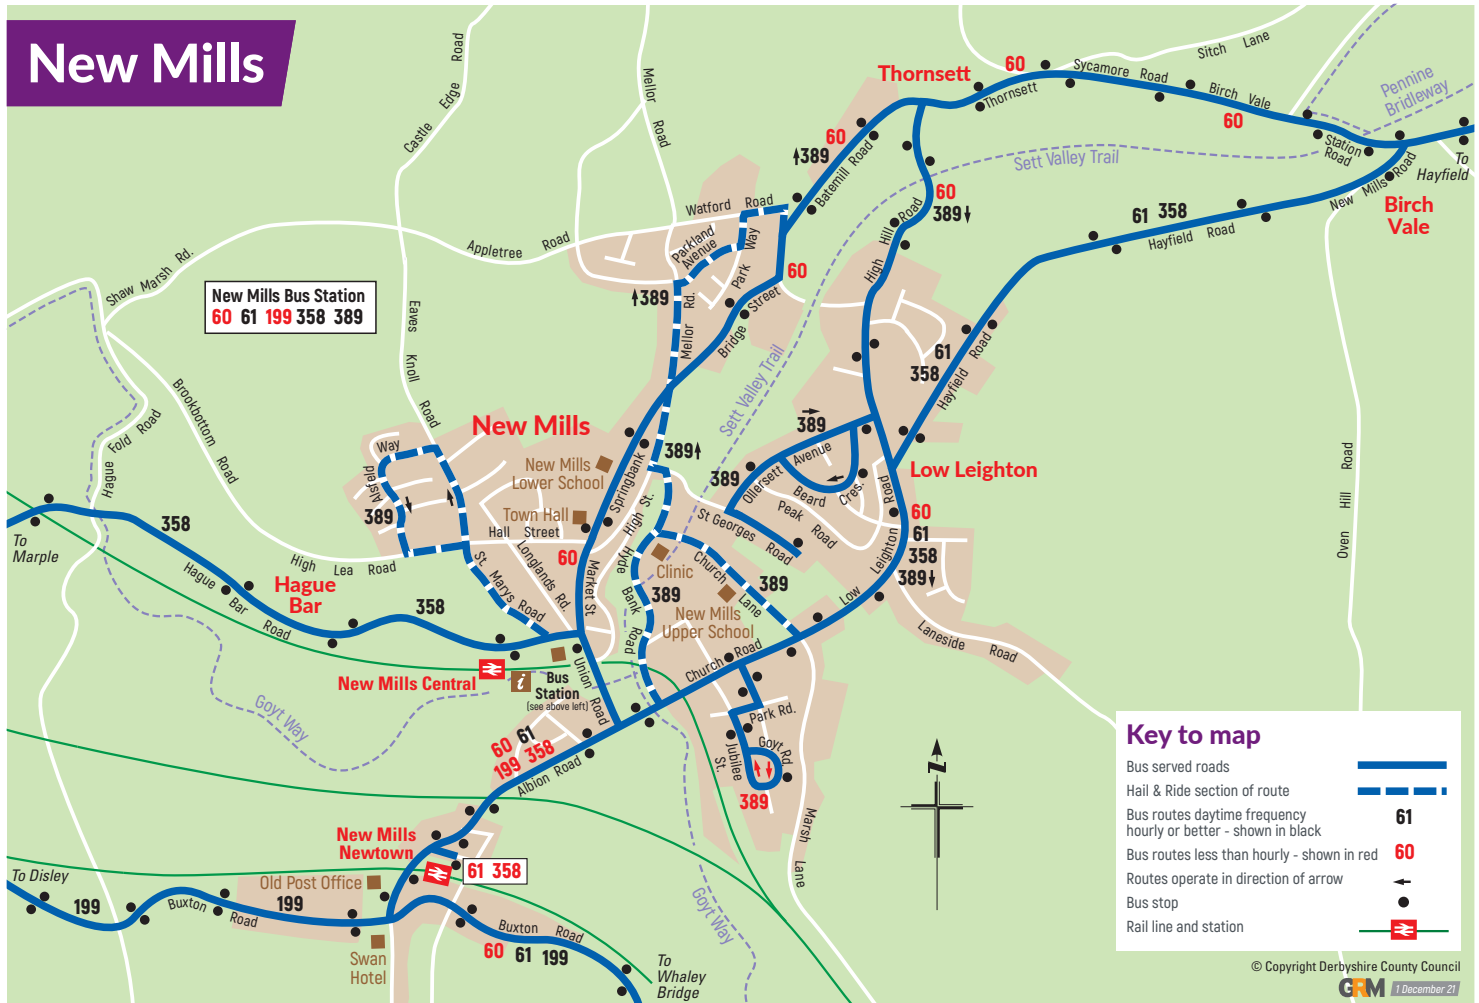 New Mills
Castle Edge Road
Mellor Road
Thornsett
60
Sycamore Road
Sitch Lane
Thornsett
Birch Vale
60
Pennine
Bridleway
Station
Road
New Mills Road
To
Hayfield
Birch
Vale
Sett Valley Trail
60
389
Batemill Road
60
389
61 358
Hayfield Road
Watford Road
Appletree Road
Parkland
Avenue
Park Way
Shaw Marsh Rd.
New Mills Bus Station
60 61 199 358 389
389
Mellor Rd.
60
Bridge Street
High Hill Road
Eaves Knoll Road
Sett Valley Trail
61
358
Hayfield Road
Brookbottom Road
Hague Fold Road
New Mills
389
389
389
Low Leighton
Way
Alsfeld
389
New Mills
Lower School
Springbank
Town Hall
Hall Street
High St.
Ollersett Avenue
Beard Cres.
Peak Road
St Georges Road
60
61
358
389
Low Leighton Road
Oven Hill Road
To
Marple
358
High Lea Road
Hague
Bar
Hague Bar Road
358
St. Marys Road
Longlands Rd.
60
Market St.
Hyde Bank Road
Clinic
Church Lane
389
389
New Mills
Upper School
Laneside Road
Church Road
New Mills Central
i
Bus
Station
(see above left)
Union Road
Goyt Way
60 61
199 358
Albion Road
Park Rd.
Jubilee St.
Goyt Rd.
389
Marsh Lane
New Mills
Newtown
61 358
Old Post Office
To Disley
199
Buxton Road
199
Swan
Hotel
Buxton Road
60 61 199
To
Whaley
Bridge
Goyt Way
N
Key to map
Bus served roads
Hail & Ride section of route
Bus routes daytime frequency
hourly or better - shown in black
61
Bus routes less than hourly - shown in red
60
Routes operate in direction of arrow
Bus stop
Rail line and station
© Copyright Derbyshire County Council
GRM 1 December 21